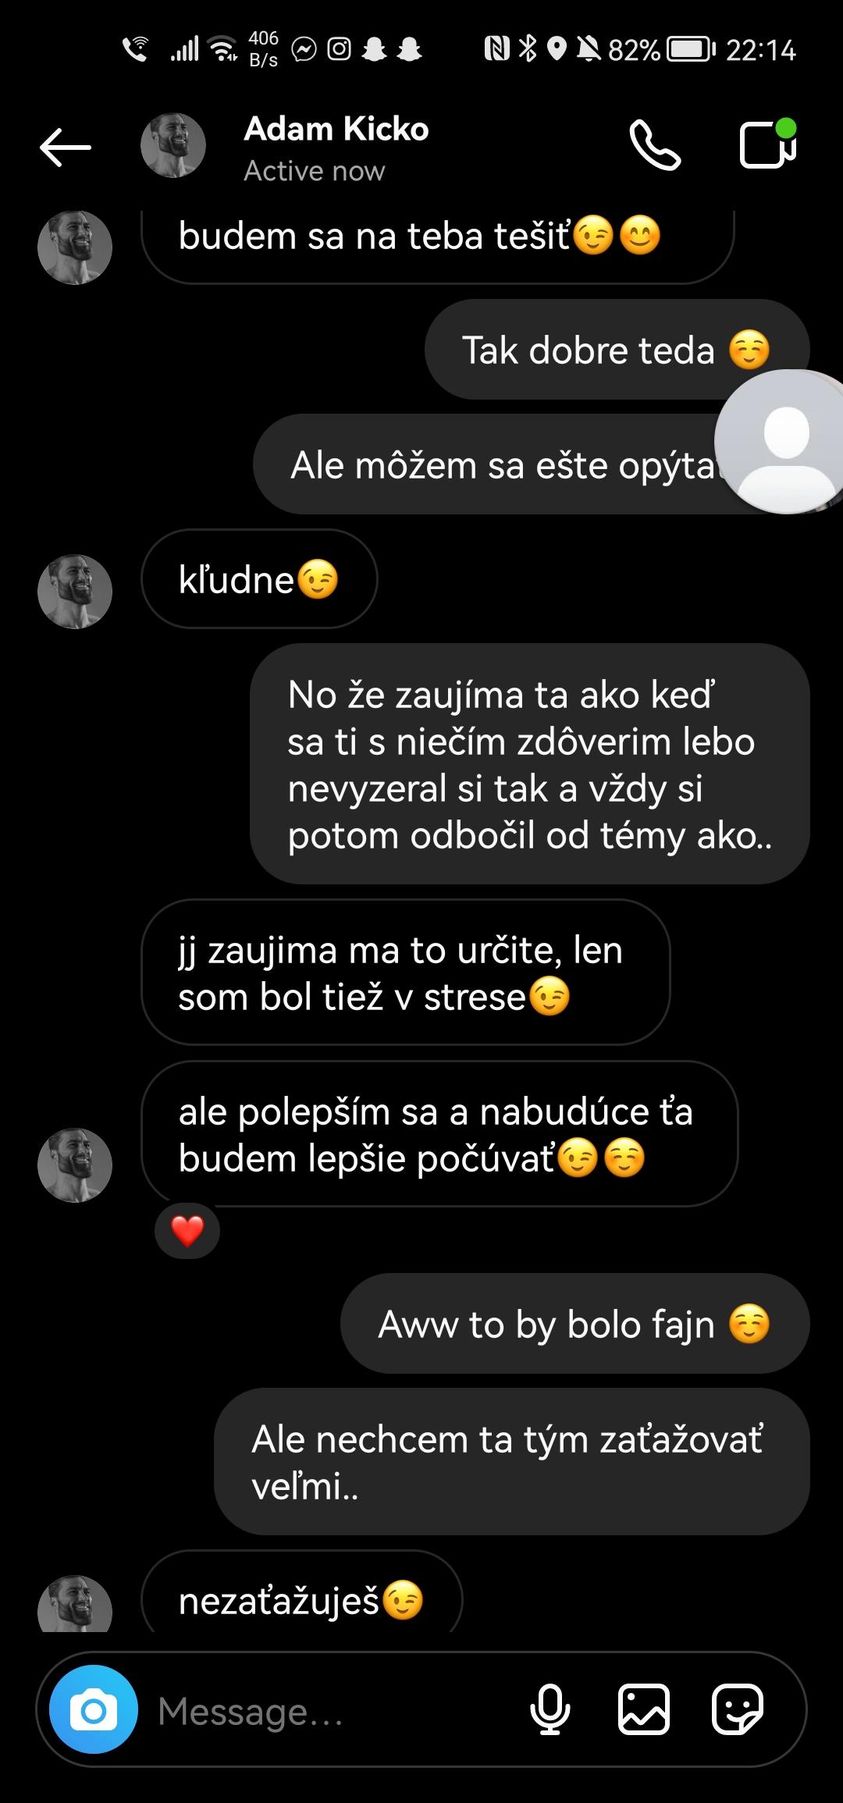 406
B/s
82%
22:14
Adam Kicko
Active now
budem sa na teba tešiť😉😊
Tak dobre teda ☺️
Ale môžem sa ešte
kľudne😉
No že zaujíma ta ako keď
sa ti s niečím zdôverim lebo
nevyzeral si tak a vždy si
potom odbočil od témy ako..
jj zaujima ma to určite, len
som bol tiež v strese😉
ale polepším sa a nabudúce ťa
budem lepšie počúvať😉☺️
❤️
Aww to by bolo fajn ☺️
Ale nechcem ta tým zaťažovať
veľmi..
nezaťažuješ😉
Message...